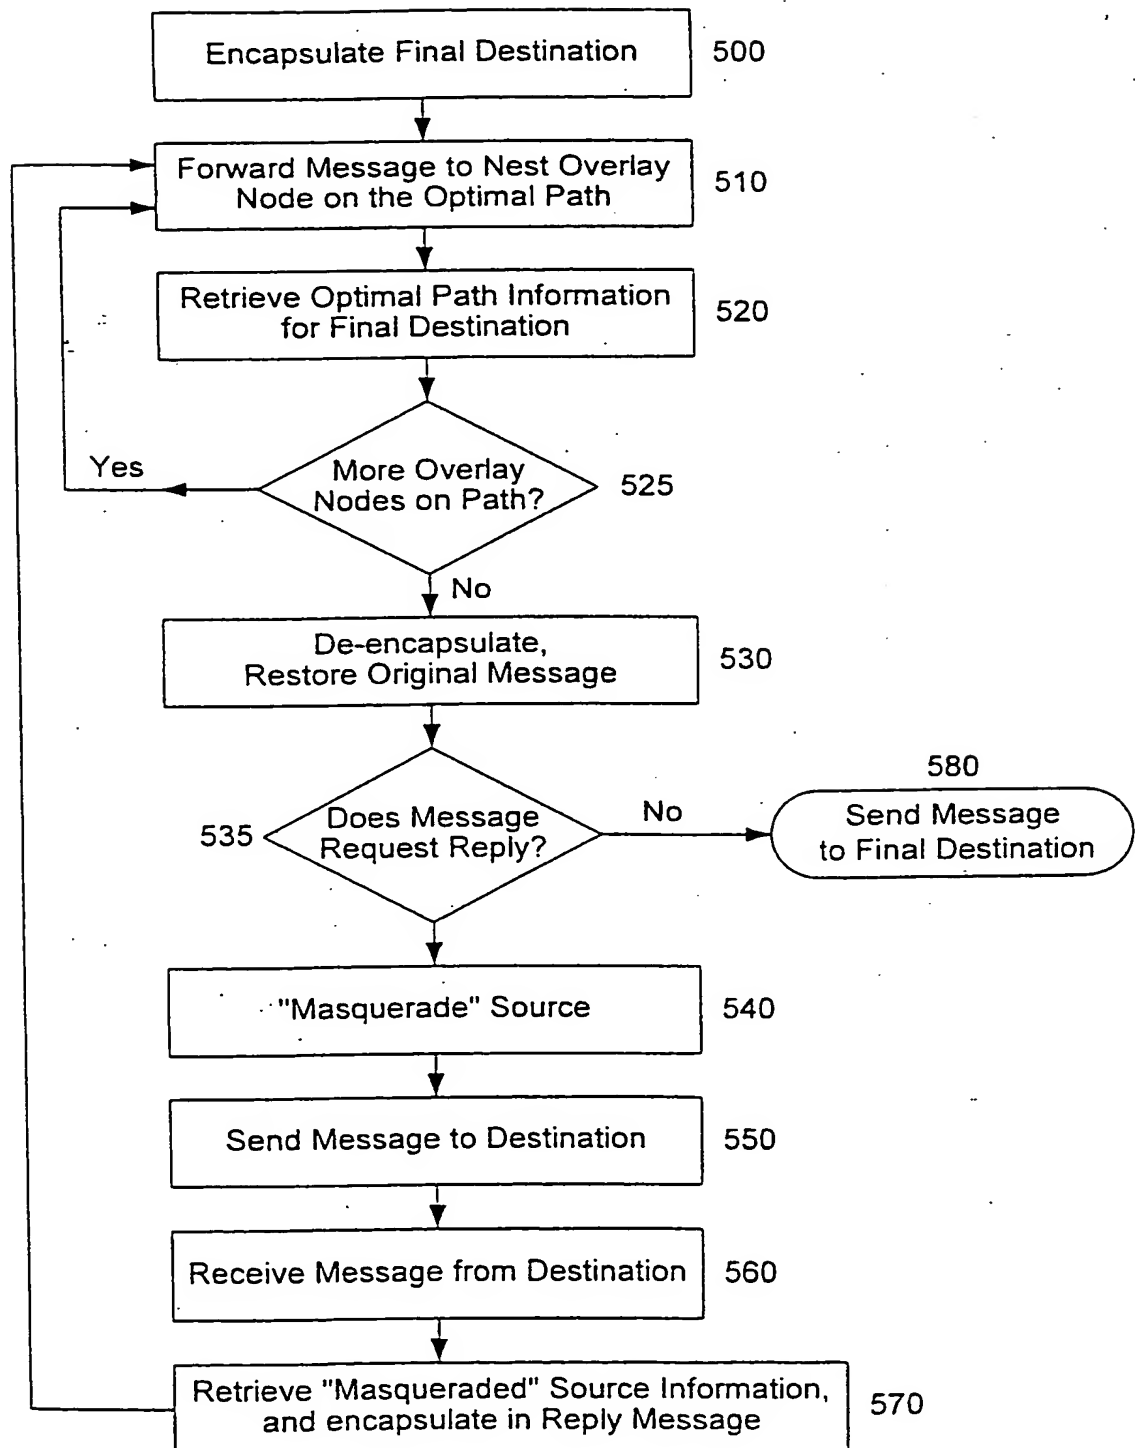 Encapsulate Final Destination
500
Forward Message to Nest Overlay
Node on the Optimal Path
510
Retrieve Optimal Path Information
for Final Destination
520
Yes
More Overlay
Nodes on Path?
525
No
De-encapsulate,
Restore Original Message
530
535
Does Message
Request Reply?
No
580
Send Message
to Final Destination
"Masquerade" Source
540
Send Message to Destination
550
Receive Message from Destination
560
Retrieve "Masqueraded" Source Information,
and encapsulate in Reply Message
570